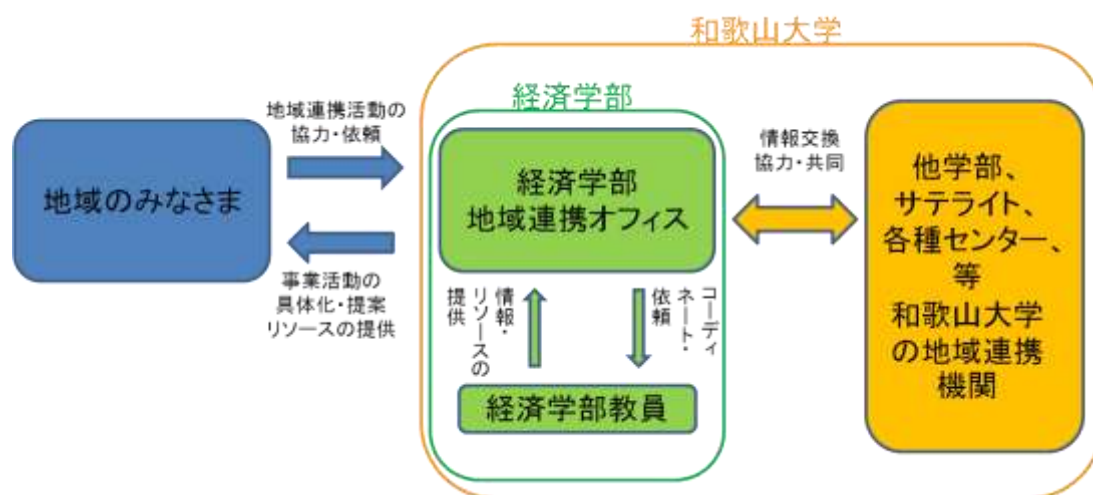 和歌山大学
経済学部
地域連携活動の
協力・依頼
地域のみなさま
事業活動の
具体化・提案
リソースの提供
経済学部
地域連携オフィス
情報・
リソースの
提供
コーディ
ネート・
依頼
経済学部教員
情報交換
協力・共同
他学部、
サテライト、
各種センター、
等
和歌山大学
の地域連携
機関